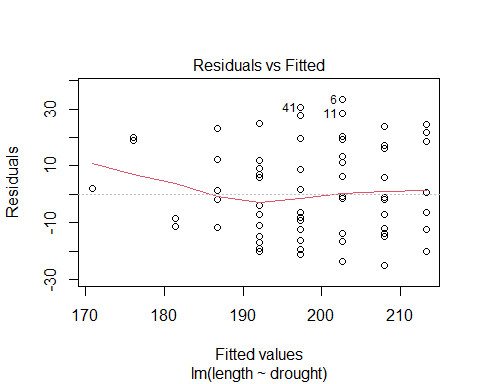 Residuals vs Fitted
Residuals
30
10
-10
-30
41
6
11
170 180 190 200 210
Fitted values
lm(length ~ drought)